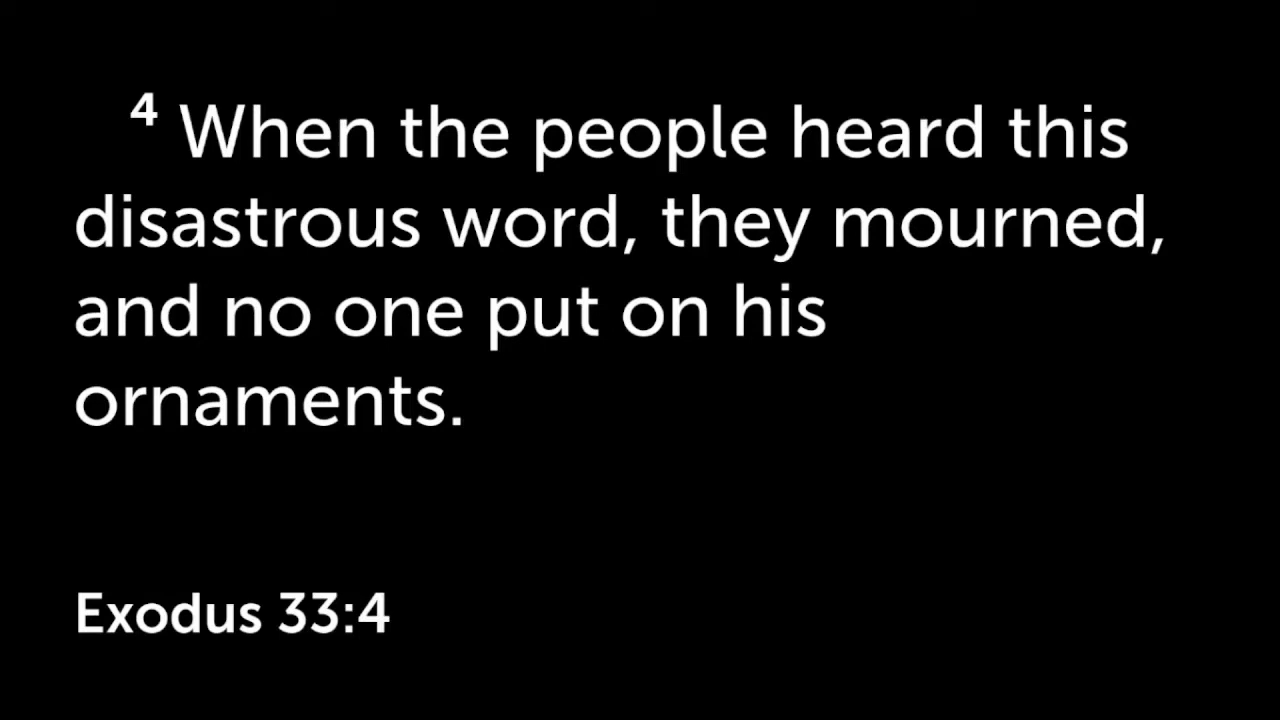 4 When the people heard this
disastrous word, they mourned,
and no one put on his
ornaments.
Exodus 33:4